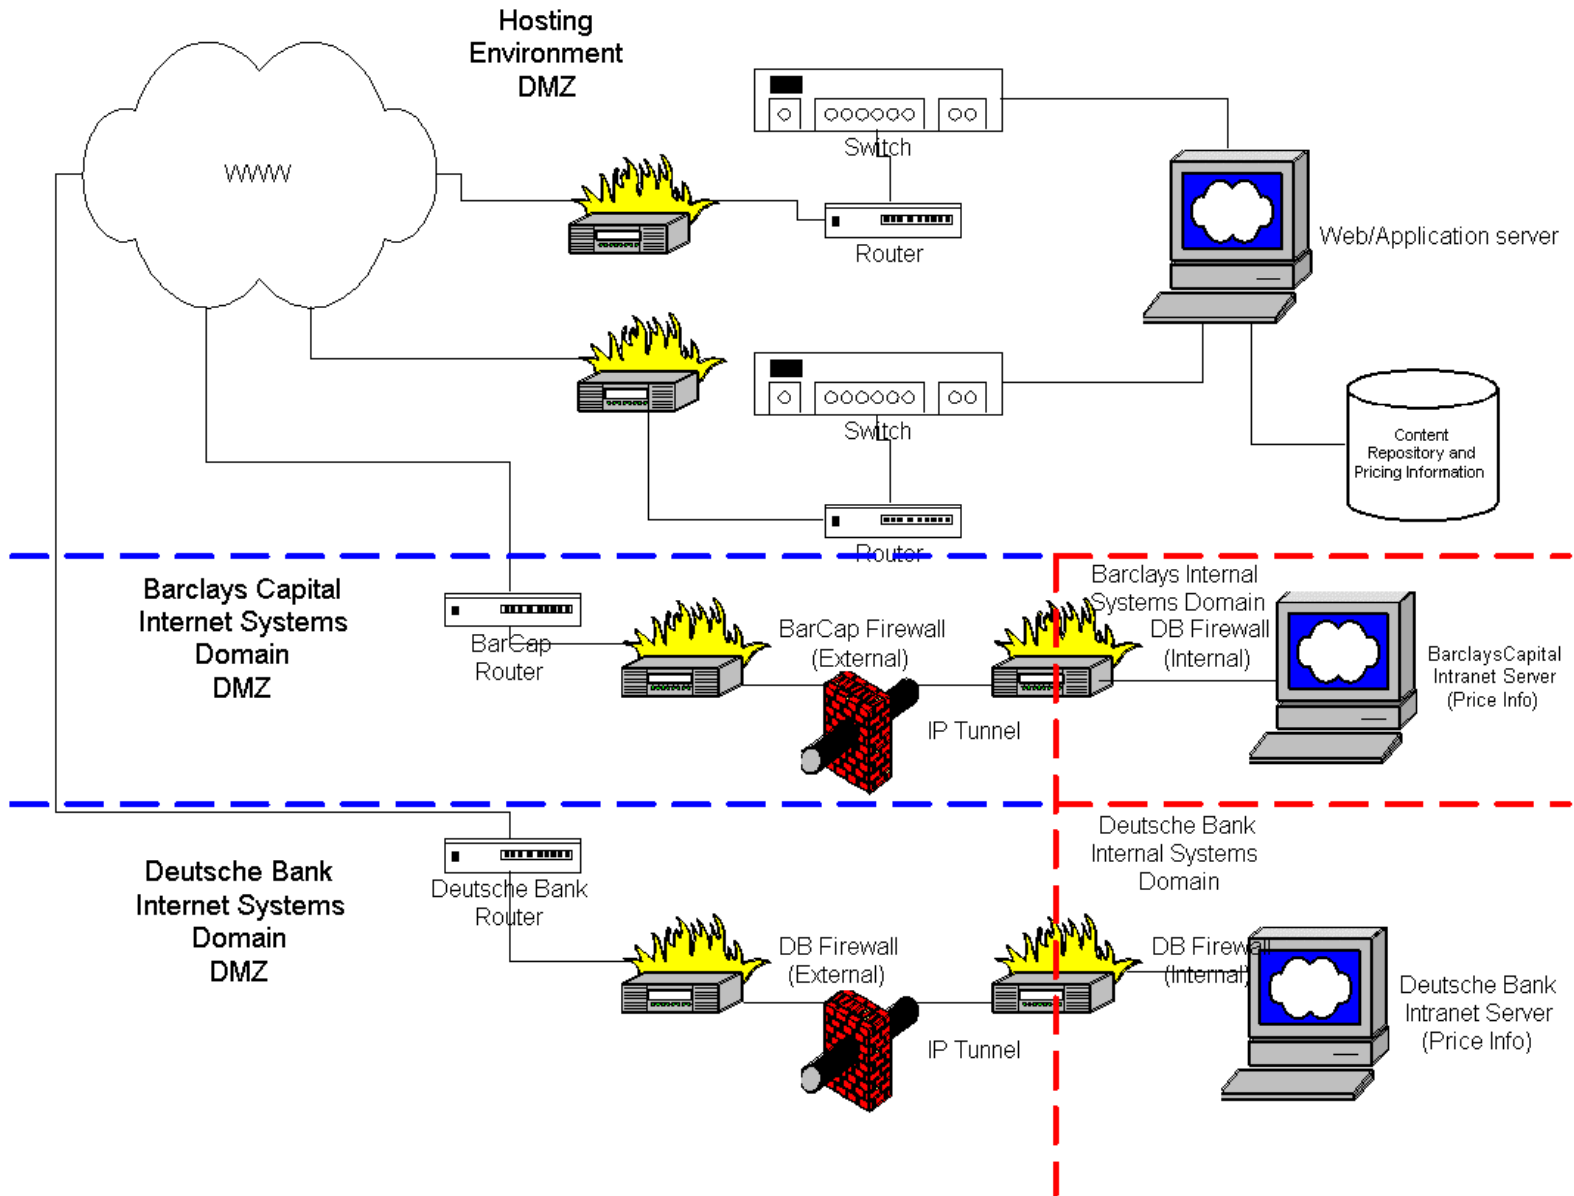 Hosting
Environment
DMZ
WWW
Switch
Router
Web/Application server
Switch
Content
Repository and
Pricing Information
Router
Barclays Capital
Internet Systems
Domain
DMZ
BarCap
Router
BarCap Firewall
(External)
IP Tunnel
Barclays Internal
Systems Domain
DB Firewall
(Internal)
BarclaysCapital
Intranet Server
(Price Info)
Deutsche Bank
Internet Systems
Domain
DMZ
Deutsche Bank
Router
DB Firewall
(External)
IP Tunnel
Deutsche Bank
Internal Systems
Domain
DB Firewall
(Internal)
Deutsche Bank
Intranet Server
(Price Info)